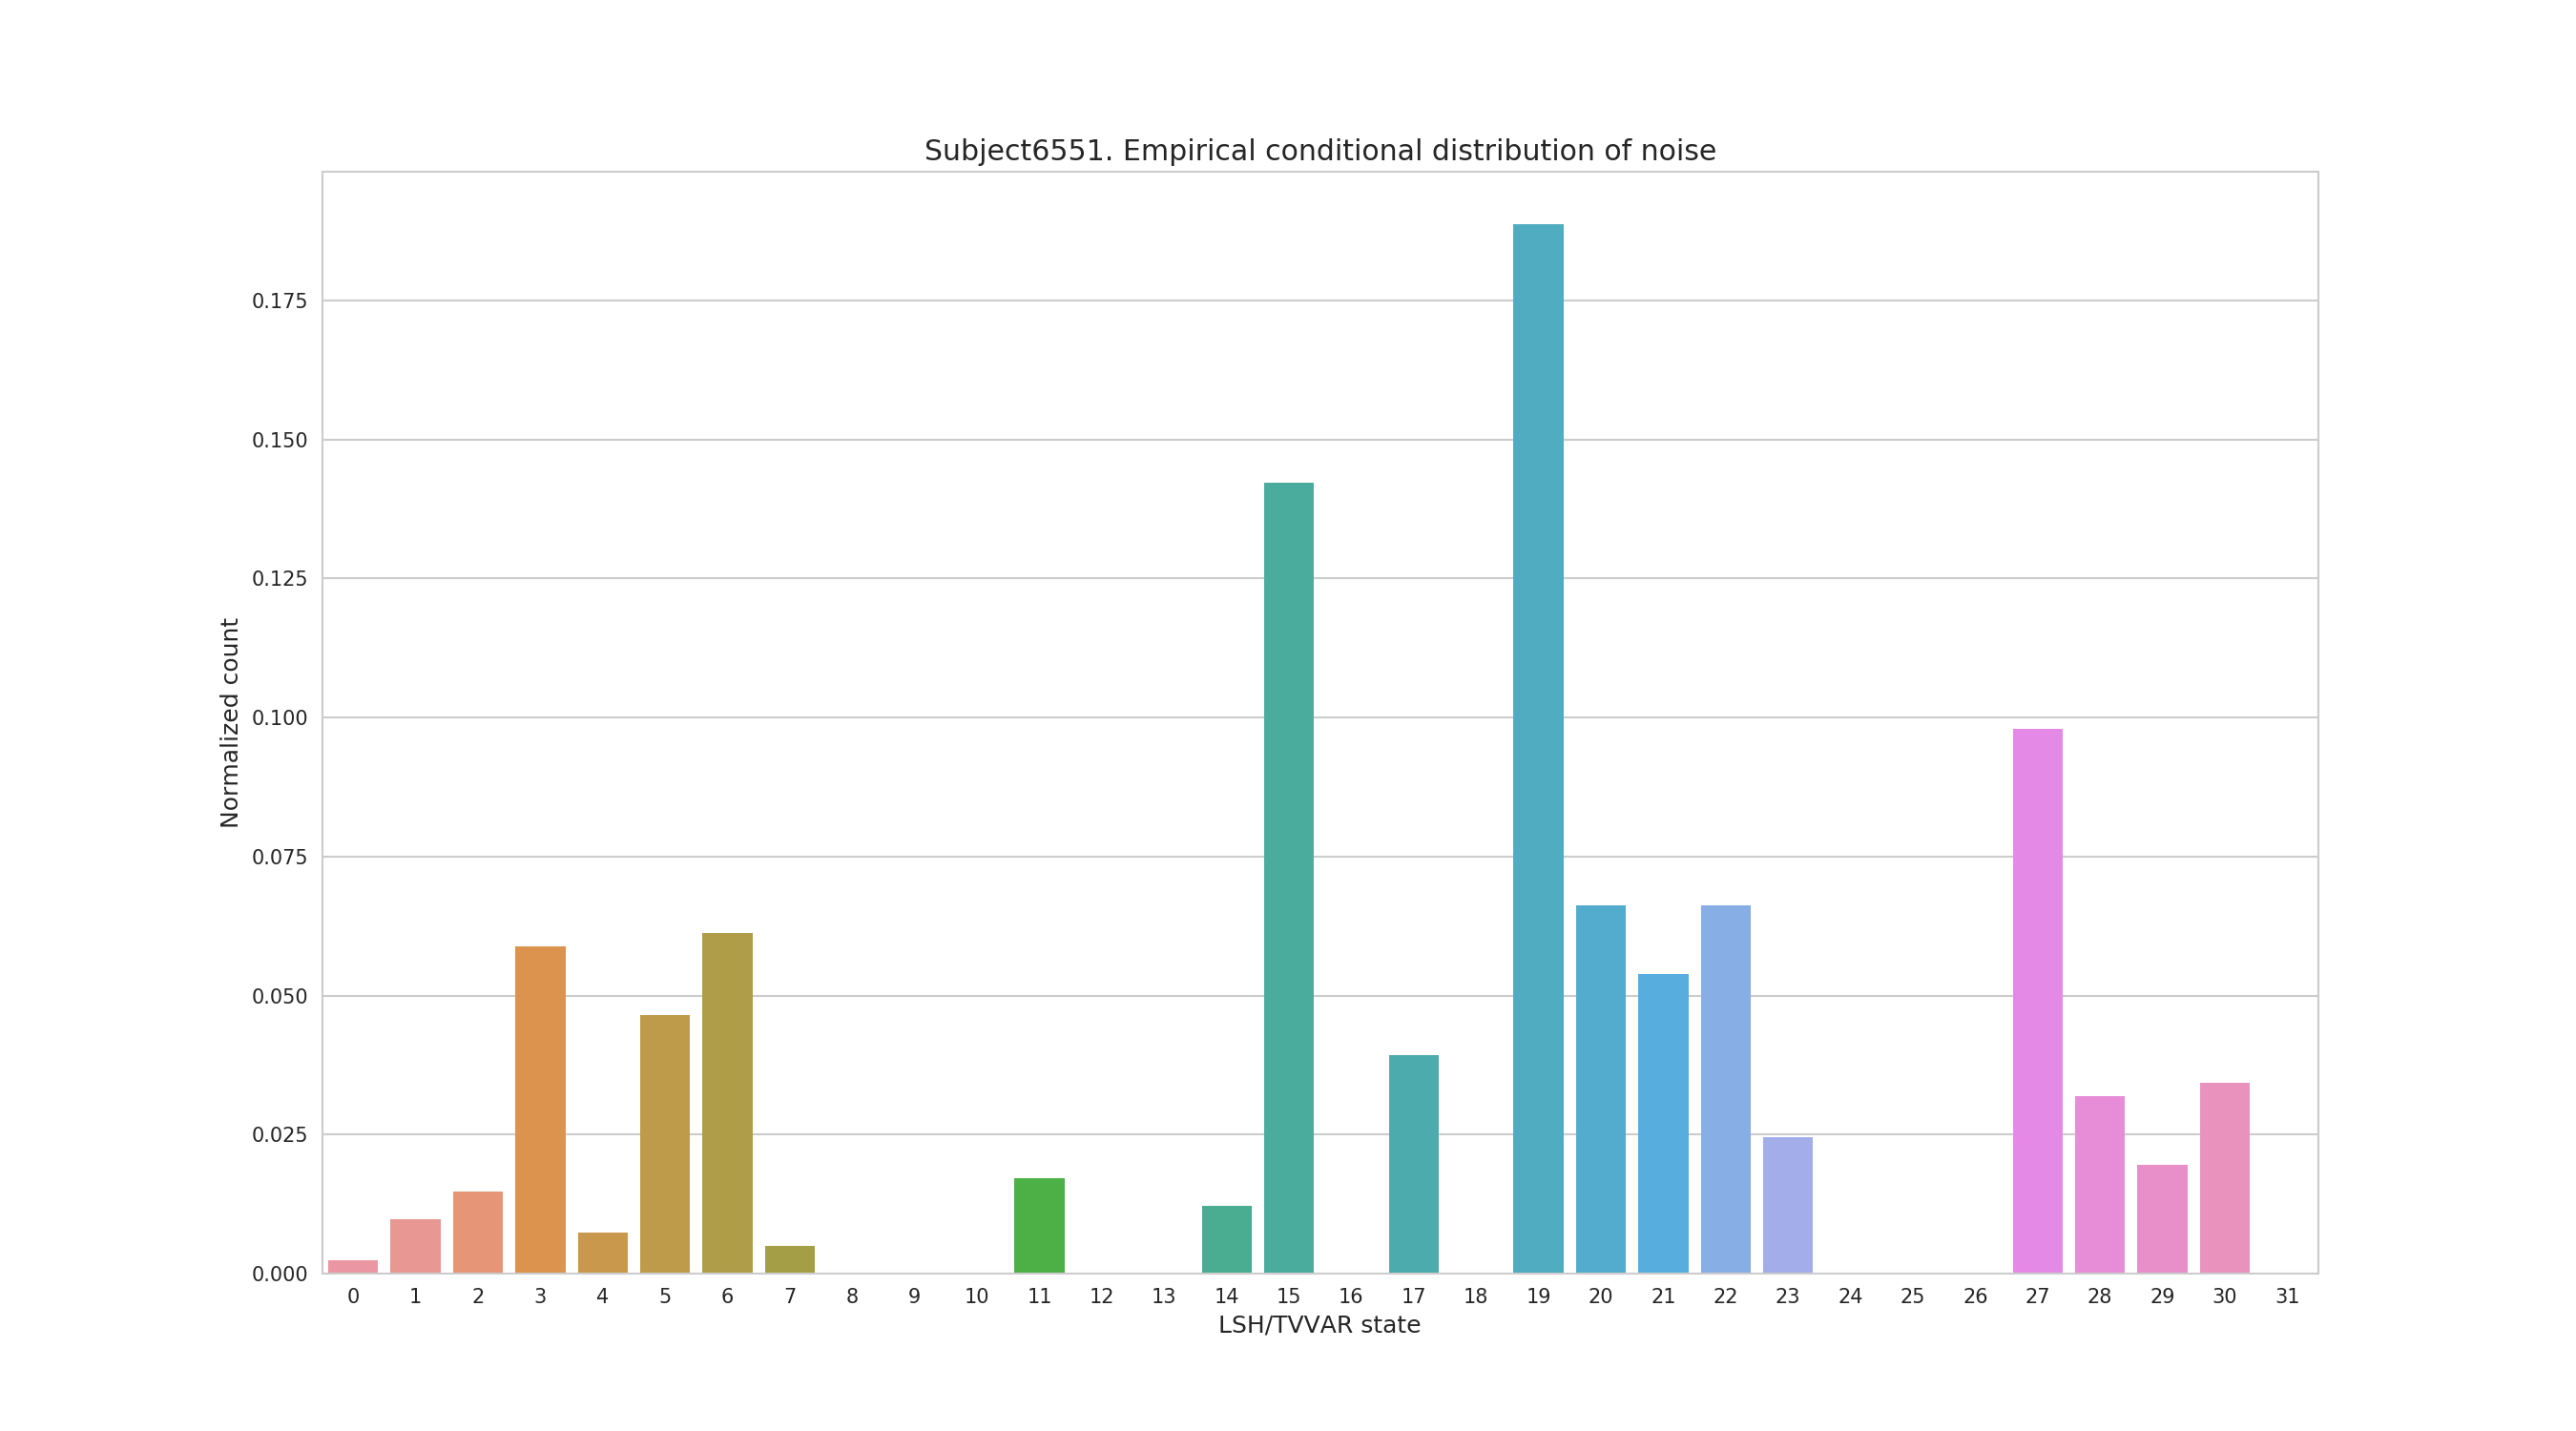 Subject6551. Empirical conditional distribution of noise
Normalized count
0.175
0.150
0.125
0.100
0.075
0.050
0.025
0.000
0 1 2 3 4 5 6 7 8 9 10 11 12 13 14 15 16 17 18 19 20 21 22 23 24 25 26 27 28 29 30 31
LSH/TVVAR state